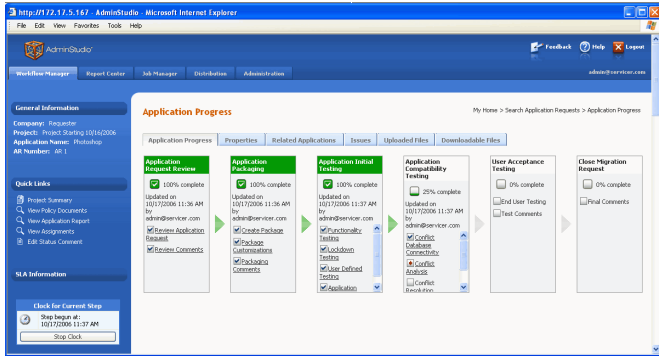 http://172.17.5.167 - AdminStudio - Microsoft Internet Explorer
File Edit View Favorites Tools Help
AdminStudio
Feedback Help Logout
Workflow Manager Report Center Job Manager Distribution Administration
admin@servicer.com
General Information
Company: Requester
Project: Project Starting 10/16/2006
Application Name: Photoshop
AR Number: AR 1
Quick Links
Project Summary
View Policy Documents
View Application Report
View Assignments
Edit Status Comment
SLA Information
Clock for Current Step
Step begun at:
10/17/2006 11:37 AM
Stop Clock
Application Progress
My Home > Search Application Requests > Application Progress
Application Progress Properties Related Applications Issues Uploaded Files Downloadable Files
Application
Request Review
100% complete
Updated on
10/17/2006 11:36 AM
by
admin@servicer.com
Review Application
Request
Review Comments
Application
Packaging
100% complete
Updated on
10/17/2006 11:36 AM
by
admin@servicer.com
Create Package
Package
Customizations
Packaging
Comments
Application Initial
Testing
100% complete
Updated on
10/17/2006 11:37 AM
by
admin@servicer.com
Functionality
Testing
Lockdown
Testing
User Defined
Testing
Application
Application
Compatibility
Testing
25% complete
Updated on
10/17/2006 11:37 AM
by
admin@servicer.com
Conflict
Database
Connectivity
Conflict
Analysis
Conflict
Resolution
User Acceptance
Testing
0% complete
End User Testing
Test Comments
Close Migration
Request
0% complete
Final Comments